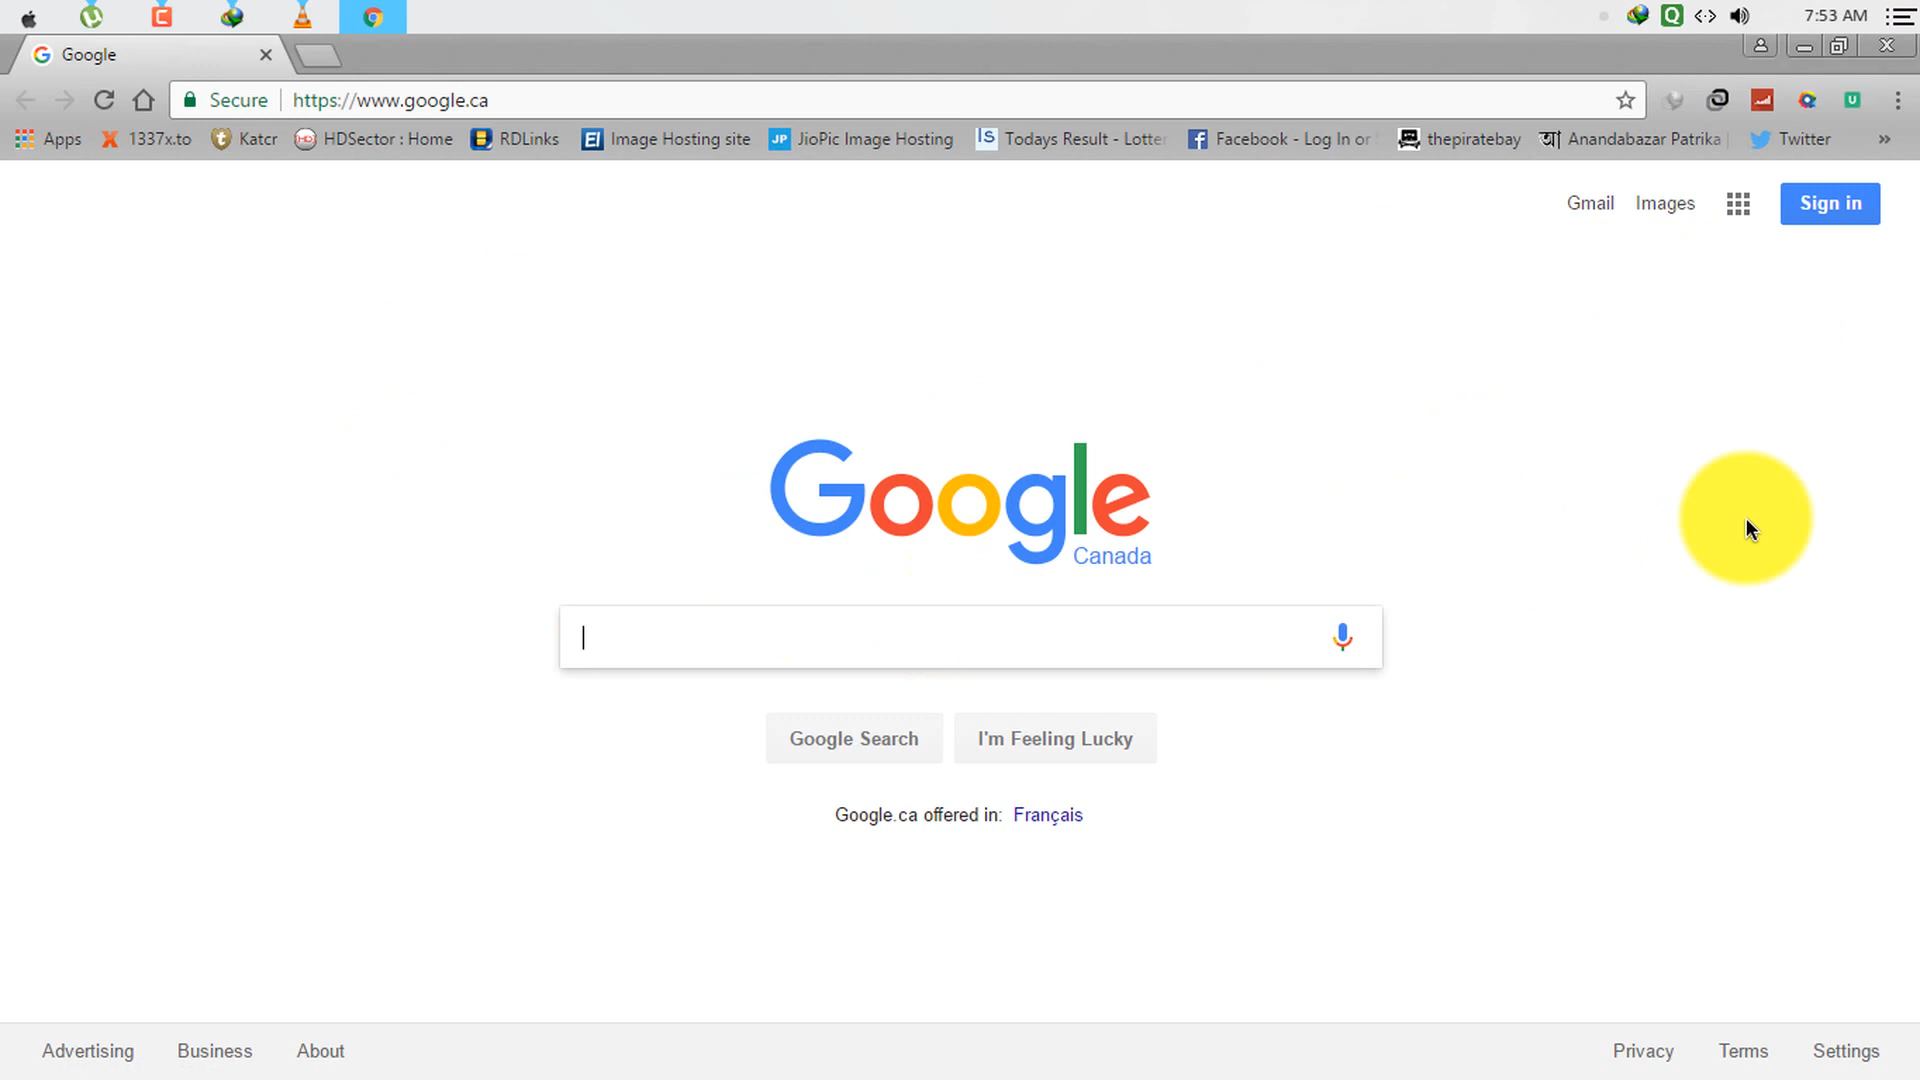 7:53 AM
Google
Secure https://www.google.ca
Apps 1337x.to Katcr HDSector : Home RDLinks Image Hosting site JioPic Image Hosting Todays Result - Lotter Facebook - Log In or thepiratebay Anandabazar Patrika Twitter »
Gmail Images Sign in
Google
Canada
Google Search I'm Feeling Lucky
Google.ca offered in: Français
Advertising Business About Privacy Terms Settings